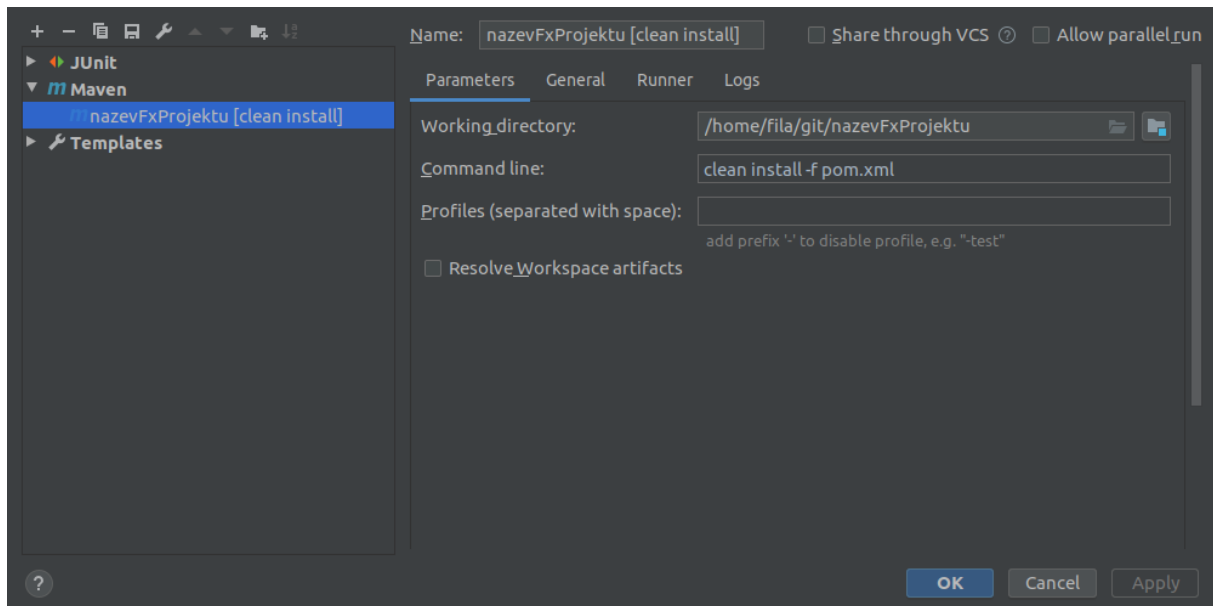 Name: nazevFxProjektu [clean install] Share through VCS ? Allow parallel run
JUnit
Maven
nazevFxProjektu [clean install]
Templates
Parameters General Runner Logs
Working directory: /home/fila/git/nazevFxProjektu
Command line: clean install -f pom.xml
Profiles (separated with space):
add prefix '-' to disable profile, e.g. "-test"
Resolve Workspace artifacts
? OK Cancel Apply